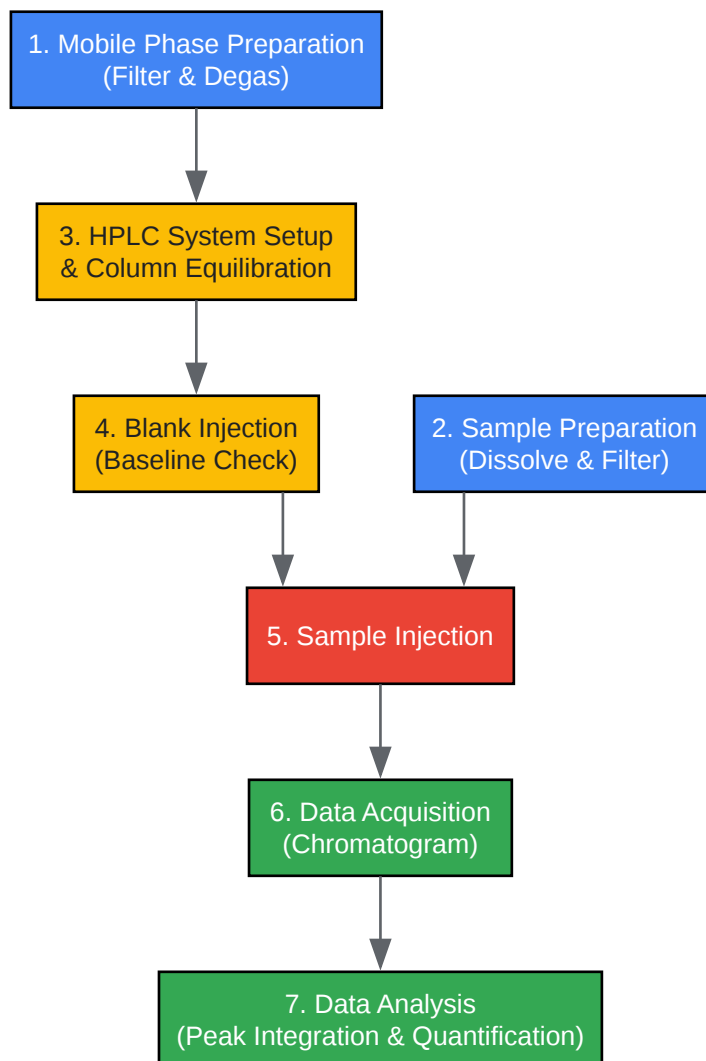 1. Mobile Phase Preparation
(Filter & Degas)
3. HPLC System Setup
& Column Equilibration
4. Blank Injection
(Baseline Check)
2. Sample Preparation
(Dissolve & Filter)
5. Sample Injection
6. Data Acquisition
(Chromatogram)
7. Data Analysis
(Peak Integration & Quantification)